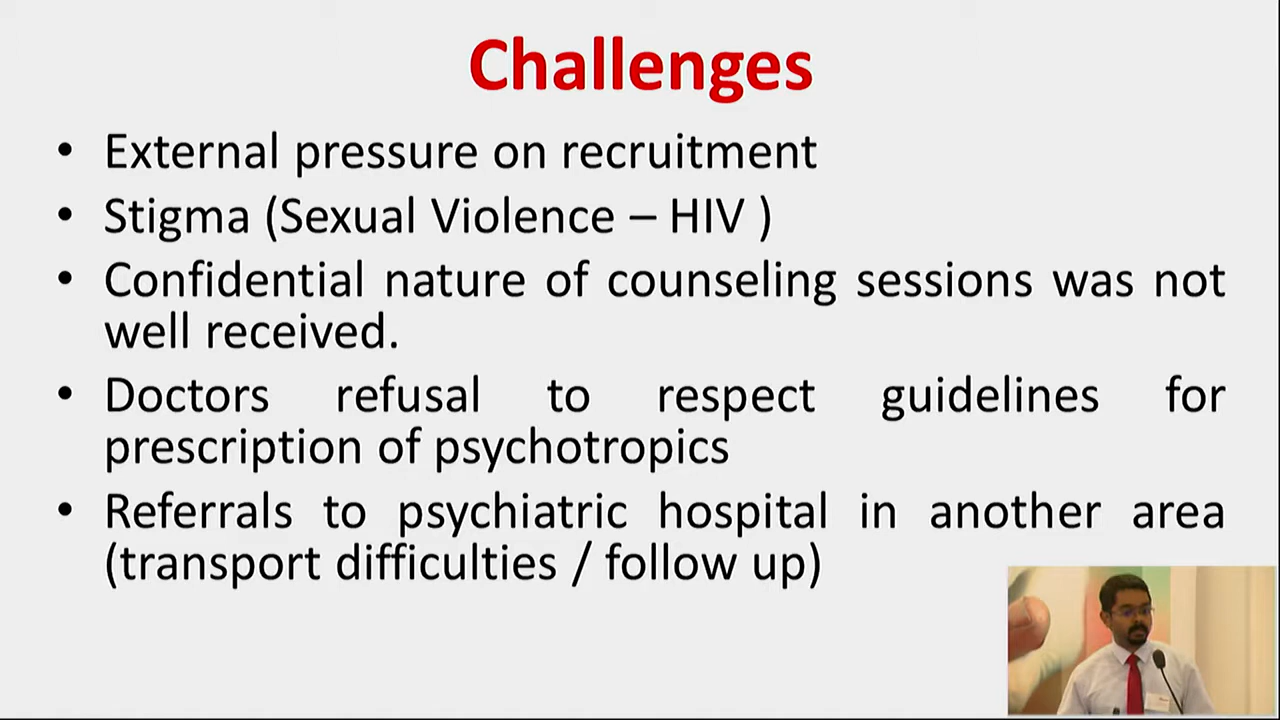 Challenges
• External pressure on recruitment
• Stigma (Sexual Violence – HIV )
• Confidential nature of counseling sessions was not
well received.
• Doctors refusal to respect guidelines for
prescription of psychotropics
• Referrals to psychiatric hospital in another area
(transport difficulties / follow up)